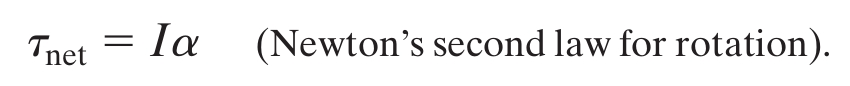 τnet = Iα (Newton's second law for rotation).